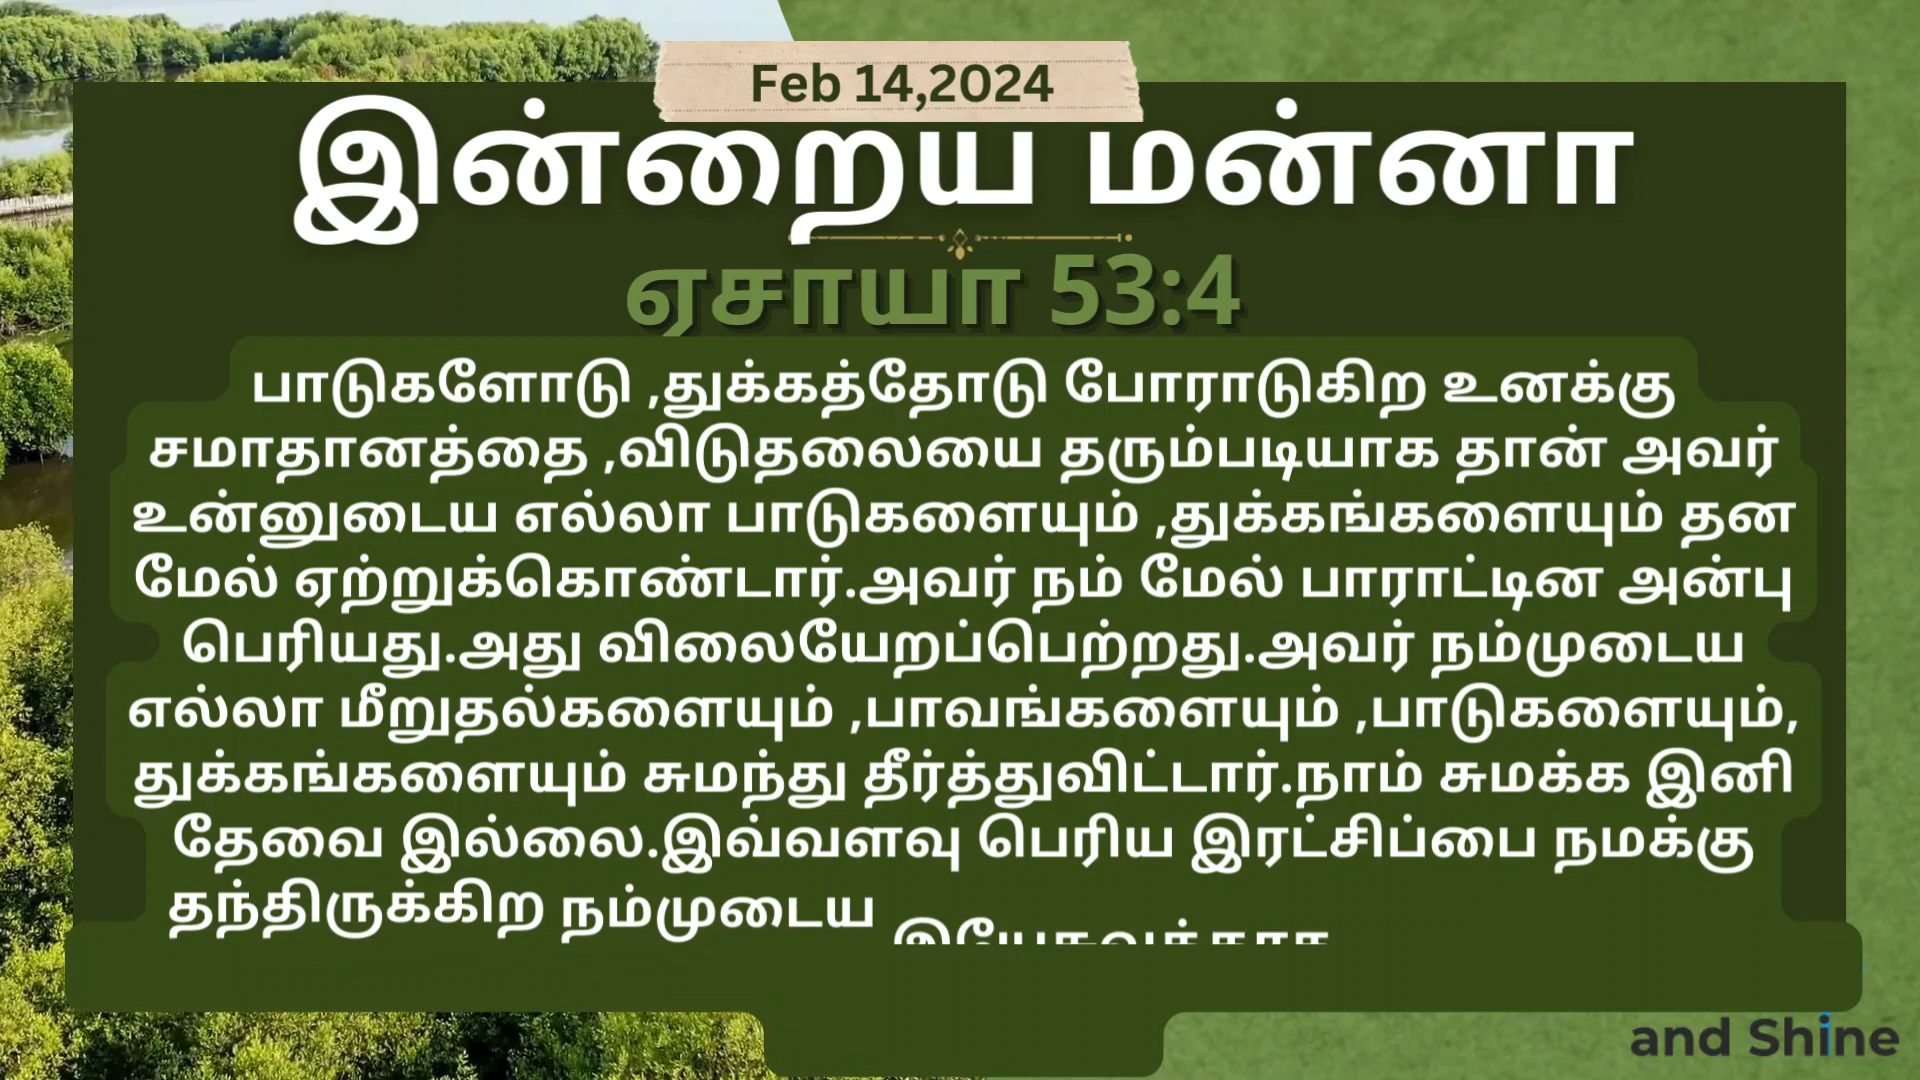 Feb 14,2024
இன்றைய மன்னா
ஏசாயா 53:4
பாடுகளோடு ,துக்கத்தோடு போராடுகிற உனக்கு
சமாதானத்தை ,விடுதலையை தரும்படியாக தான் அவர்
உன்னுடைய எல்லா பாடுகளையும் ,துக்கங்களையும் தன
மேல் ஏற்றுக்கொண்டார்.அவர் நம் மேல் பாராட்டின அன்பு
பெரியது.அது விலையேறப்பெற்றது.அவர் நம்முடைய
எல்லா மீறுதல்களையும் ,பாவங்களையும் ,பாடுகளையும்,
துக்கங்களையும் சுமந்து தீர்த்துவிட்டார்.நாம் சுமக்க இனி
தேவை இல்லை.இவ்வளவு பெரிய இரட்சிப்பை நமக்கு
தந்திருக்கிற நம்முடைய
and Shine